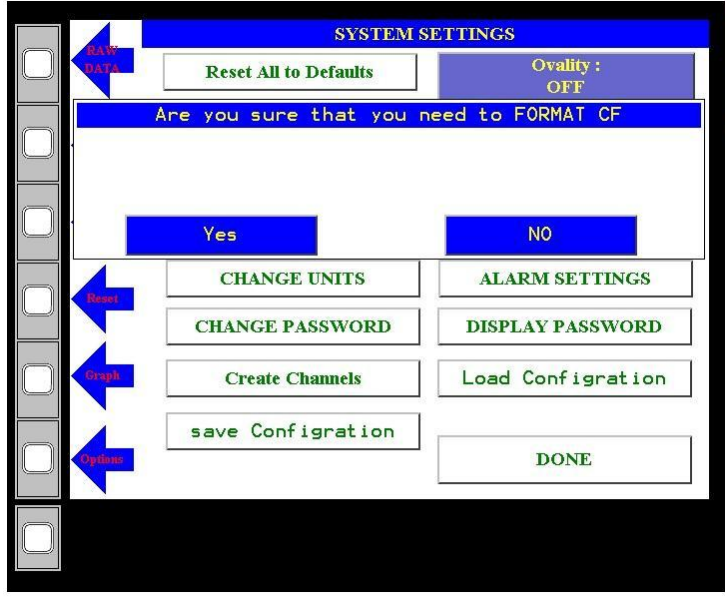 SYSTEM SETTINGS
RAW
DATA
Reset All to Defaults
Ovality :
OFF
Are you sure that you need to FORMAT CF
Yes
NO
CHANGE UNITS
ALARM SETTINGS
Reset
CHANGE PASSWORD
DISPLAY PASSWORD
Graph
Create Channels
Load Configration
save Configration
Options
DONE